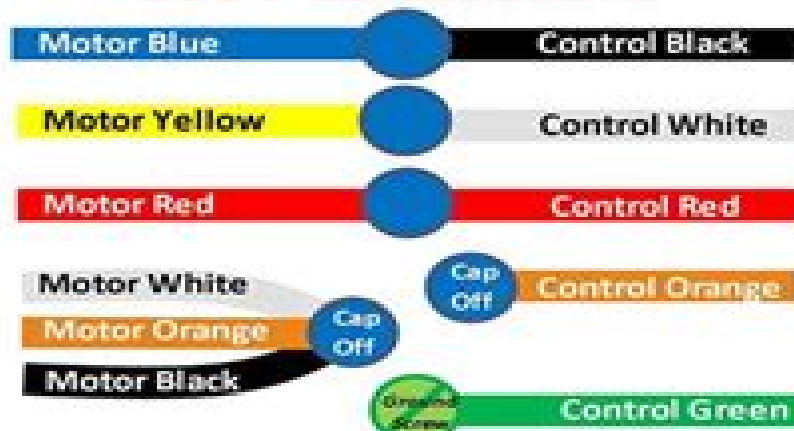 Motor Blue Control Black
Motor Yellow Control White
Motor Red Control Red
Motor White
Cap
Off
Control Orange
Motor Orange
Cap
Off
Motor Black
Ground
Screw
Control Green